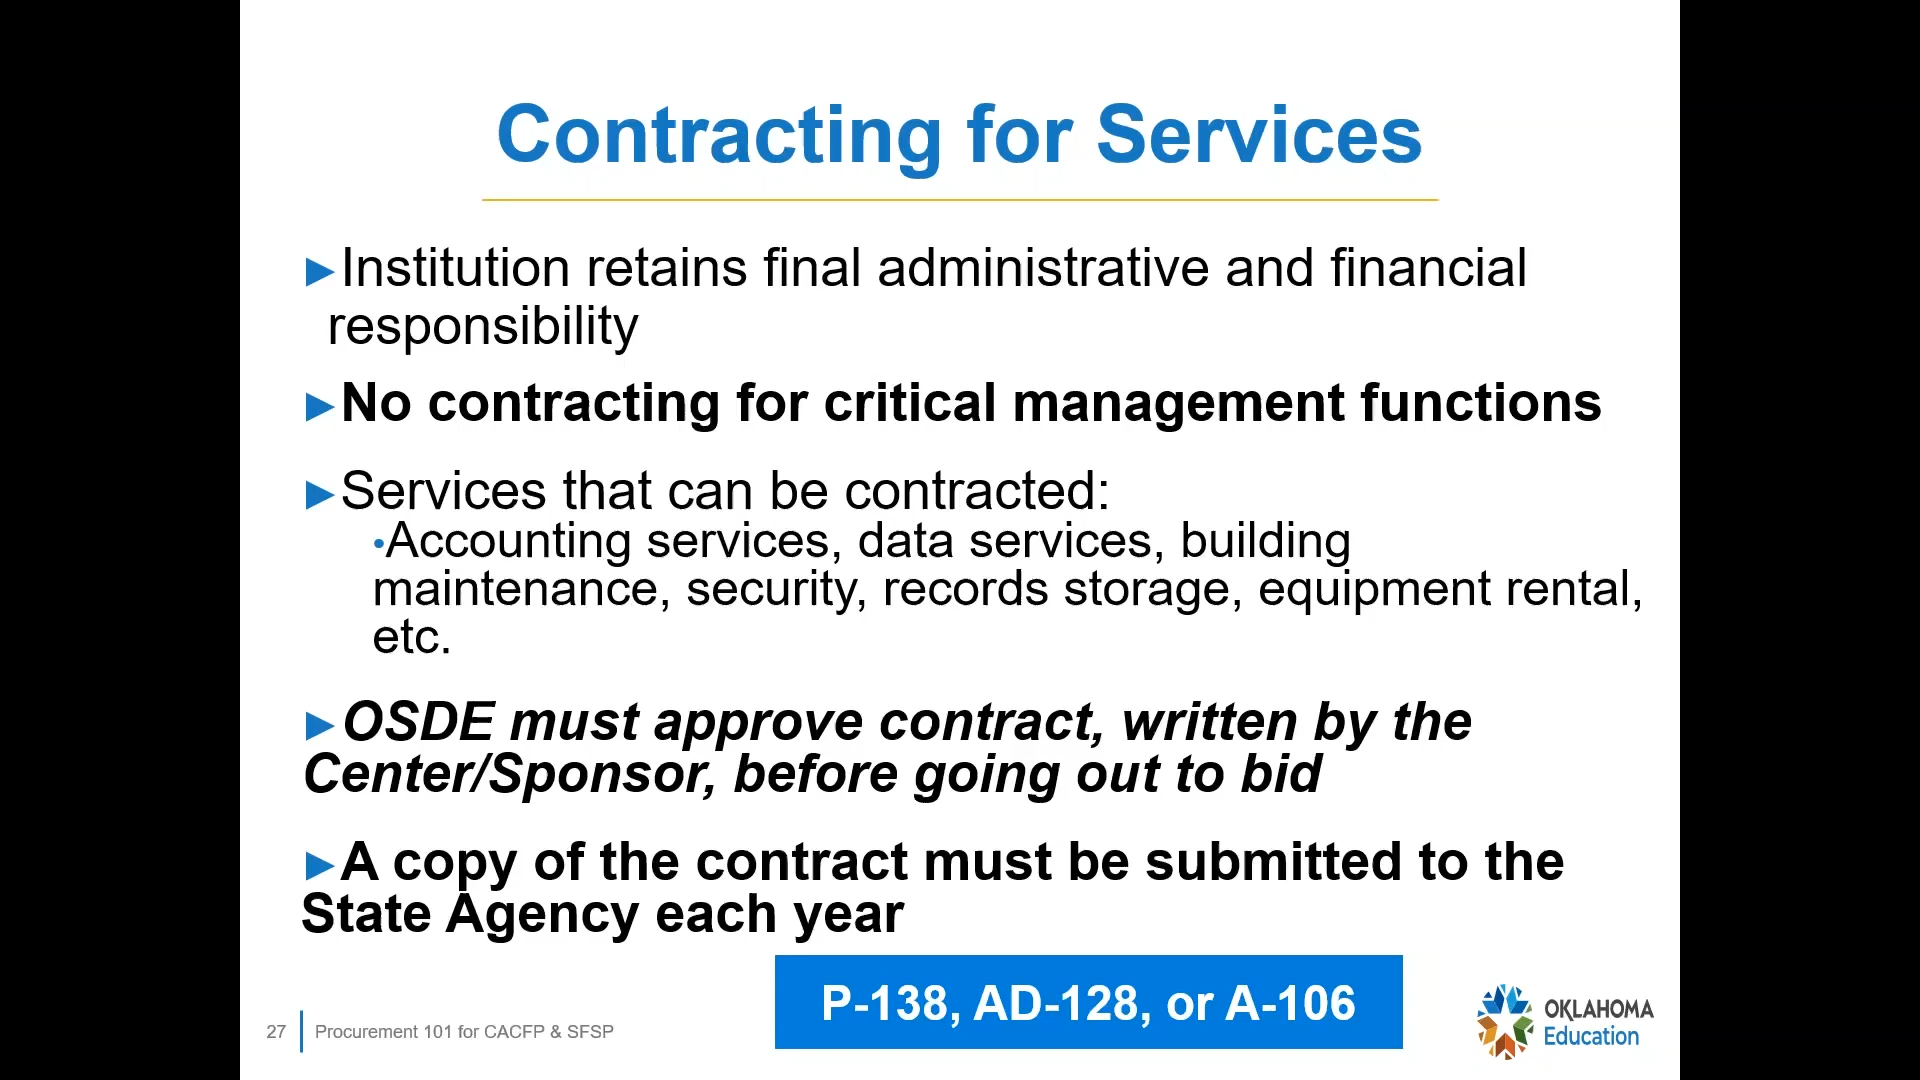 Contracting for Services
►Institution retains final administrative and financial
responsibility
►No contracting for critical management functions
►Services that can be contracted:
•Accounting services, data services, building
maintenance, security, records storage, equipment rental,
etc.
►OSDE must approve contract, written by the
Center/Sponsor, before going out to bid
►A copy of the contract must be submitted to the
State Agency each year
P-138, AD-128, or A-106
27
Procurement 101 for CACFP & SFSP
OKLAHOMA
Education